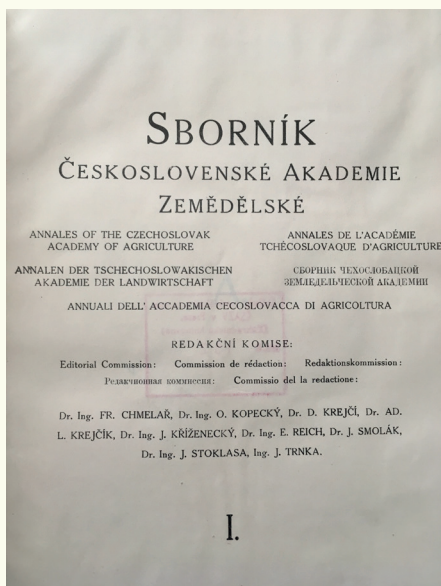 SBORNÍK
ČESKOSLOVENSKÉ AKADEMIE
ZEMĚDĚLSKÉ
ANNALES OF THE CZECHOSLOVAK
ACADEMY OF AGRICULTURE
ANNALES DE L'ACADÉMIE
TCHÉCOSLOVAQUE D'AGRICULTURE
ANNALEN DER TSCHECHOSLOWAKISCHEN
AKADEMIE DER LANDWIRTSCHAFT
СБОРНИК ЧЕХОСЛОВАЦКОЙ
ЗЕМЛЕДЕЛЬЧЕСКОЙ АКАДЕМИИ
ANNUALI DELL' ACCADEMIA CECOSLOVACCA DI AGRICOLTURA
REDAKČNÍ KOMISE:
Editorial Commission: Commission de rédaction: Redaktionskommission:
Редакчионная коммисспя: Commissio del la redactione:
Dr. Ing. FR. CHMELAŘ, Dr. Ing. O. KOPECKÝ, Dr. D. KREJČÍ, Dr. AD.
L. KREJČÍK, Dr. Ing. J. KŘÍŽENECKÝ, Dr. Ing. E. REICH, Dr. J. SMOLÁK,
Dr. Ing. J. STOKLASA, Ing. J. TRNKA.
I.